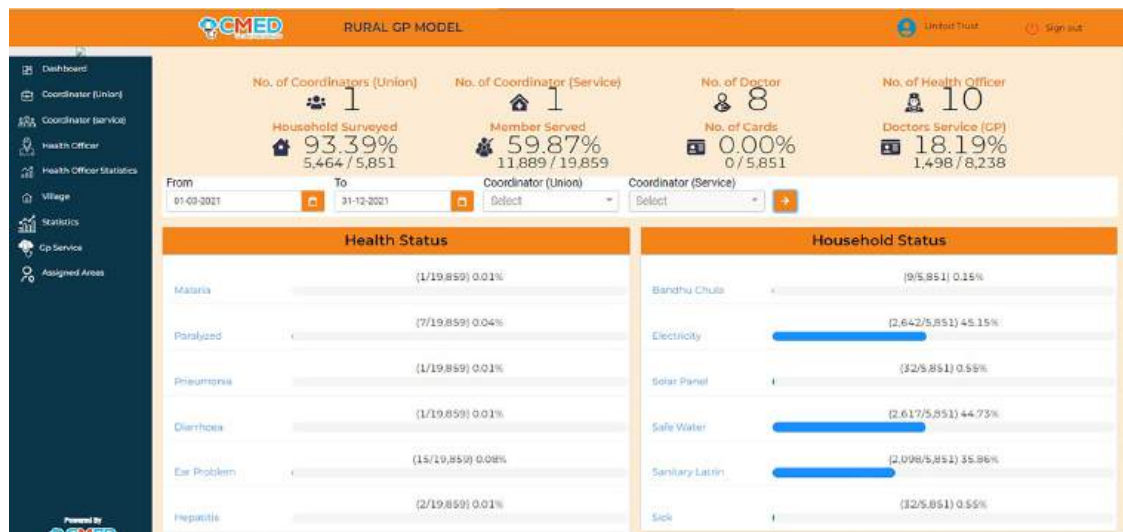 CMED
RURAL GP MODEL
United Trust
Sign out
Dashboard
Coordinator (Union)
Coordinator (service)
Health Officer
Health Officer Statistics
Village
Statistics
Gp Service
Assigned Areas
Powered By
CMED
No. of Coordinators (Union)
1
No. of Coordinator (Service)
1
No. of Doctor
8
No. of Health Officer
10
Household Surveyed
93.39%
5,464 / 5,851
Member Served
59.87%
11,889 / 19,859
No. of Cards
0.00%
0 / 5,851
Doctors Service (GP)
18.19%
1,498 / 8,238
From
01-03-2021
To
31-12-2021
Coordinator (Union)
Select
Coordinator (Service)
Select
Health Status
Malaria
(1/19,859) 0.01%
Paralyzed
(7/19,859) 0.04%
Pneumonia
(1/19,859) 0.01%
Diarrhoea
(1/19,859) 0.01%
Ear Problem
(15/19,859) 0.08%
Hepatitis
(2/19,859) 0.01%
Household Status
Bandhu Chula
(9/5,851) 0.15%
Electricity
(2,642/5,851) 45.15%
Solar Panel
(32/5,851) 0.55%
Safe Water
(2,617/5,851) 44.73%
Sanitary Latrin
(2,098/5,851) 35.86%
Sick
(32/5,851) 0.55%